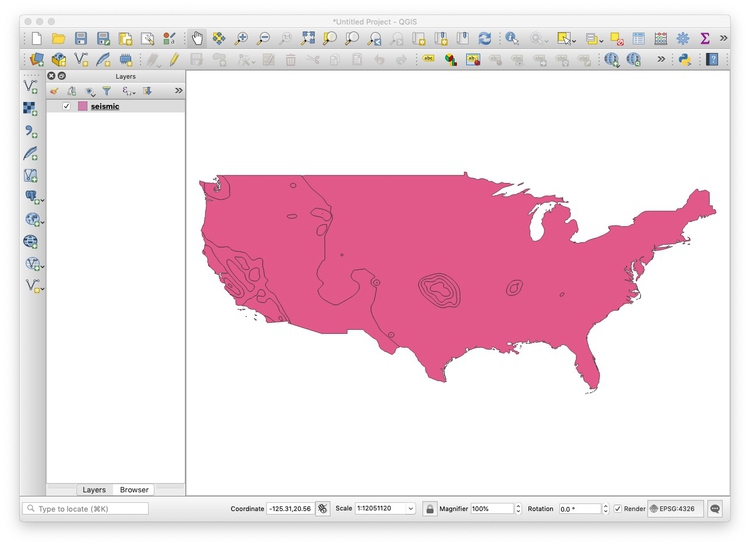 *Untitled Project - QGIS
Layers
seismic
Layers Browser
Type to locate (⌘K) Coordinate -125.31,20.56 Scale 1:12051120 Magnifier 100% Rotation 0.0 ° Render EPSG:4326